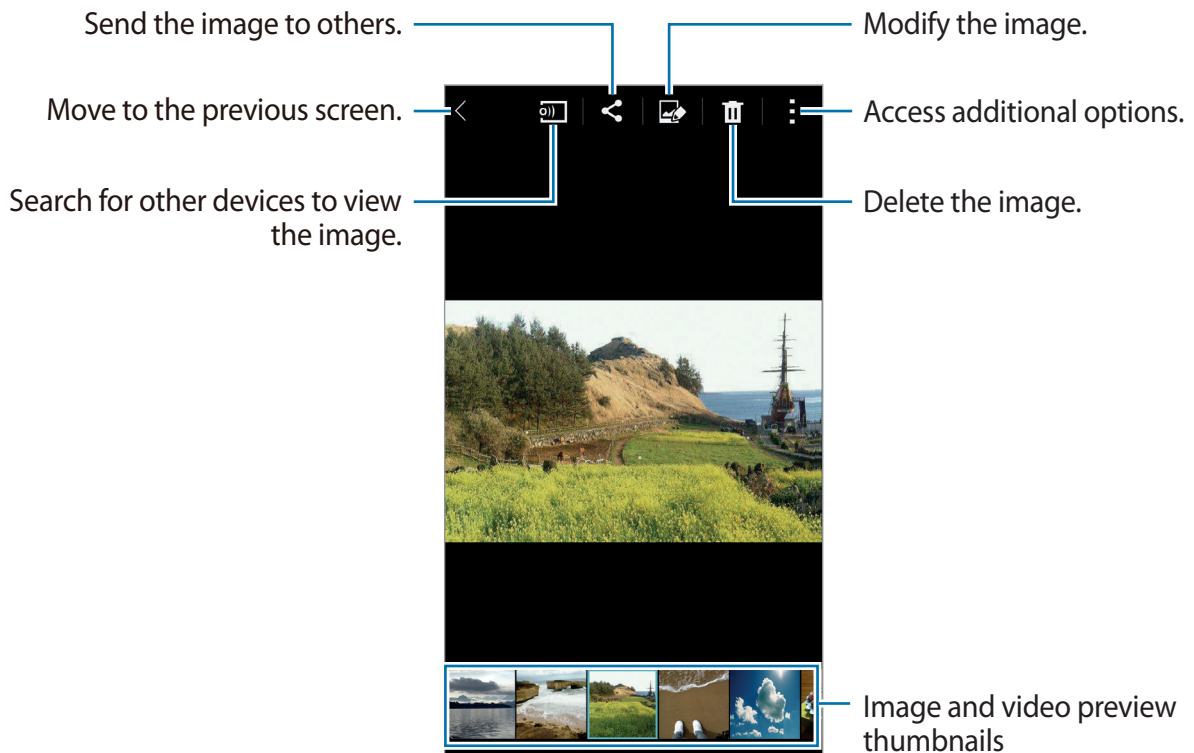 Send the image to others.
Modify the image.
Move to the previous screen.
Access additional options.
Search for other devices to view
the image.
Delete the image.
Image and video preview
thumbnails